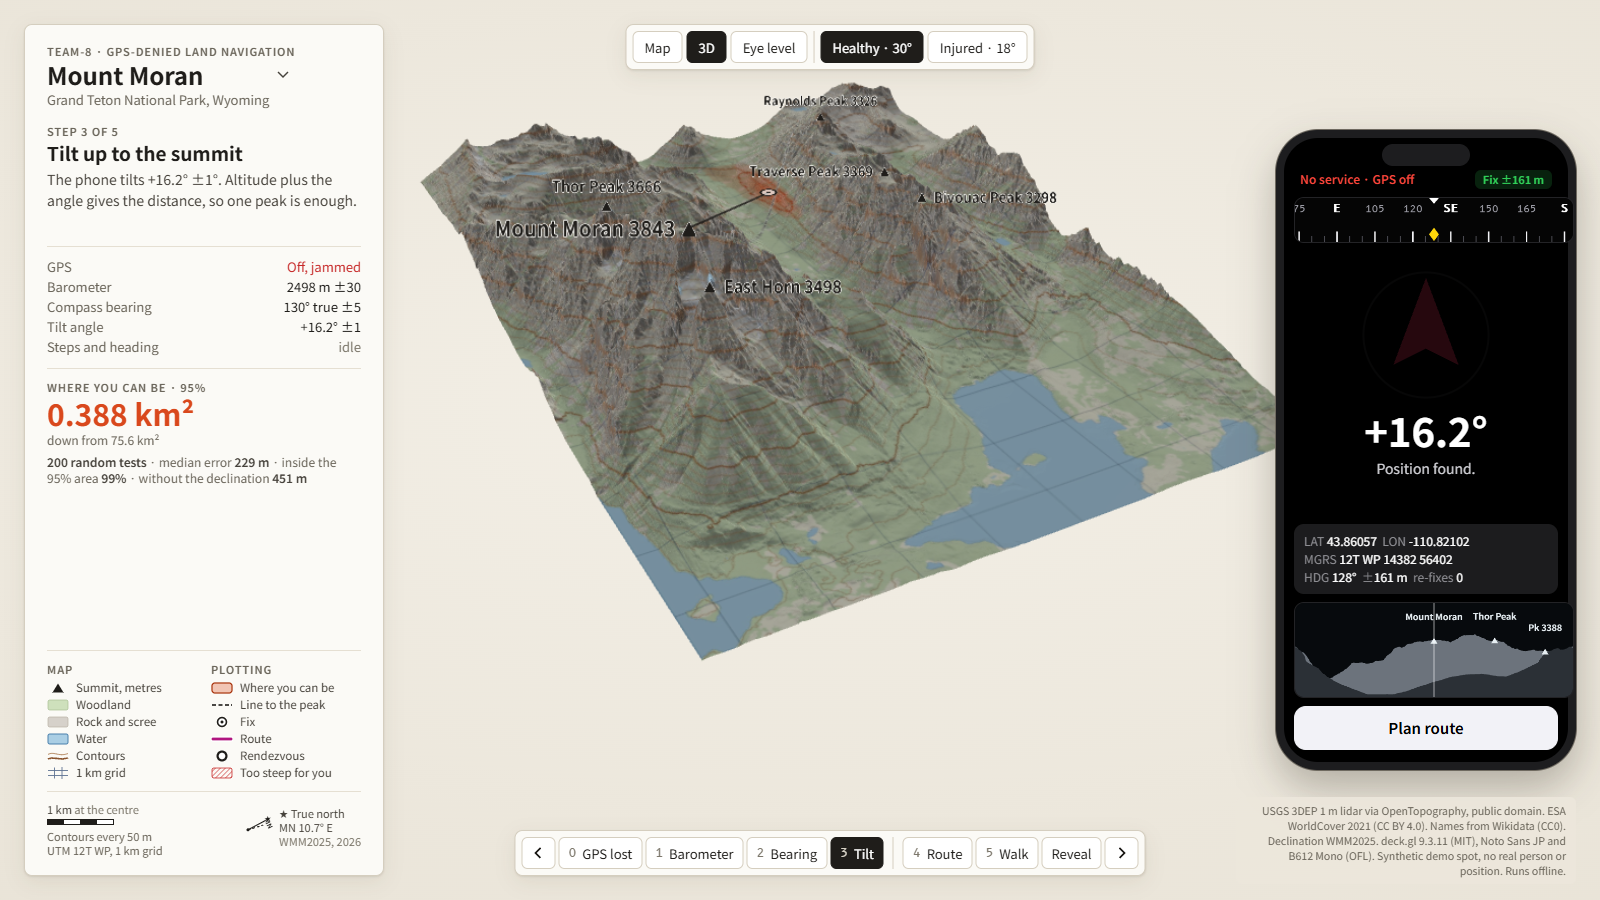 TEAM-8 · GPS-DENIED LAND NAVIGATION
Mount Moran
Grand Teton National Park, Wyoming
STEP 3 OF 5
Tilt up to the summit
The phone tilts +16.2° ±1°. Altitude plus the
angle gives the distance, so one peak is enough.
GPS Off, jammed
Barometer 2498 m ±30
Compass bearing 130° true ±5
Tilt angle +16.2° ±1
Steps and heading idle
WHERE YOU CAN BE · 95%
0.388 km²
down from 75.6 km²
200 random tests · median error 229 m · inside the
95% area 99% · without the declination 451 m
MAP
Summit, metres
Woodland
Rock and scree
Water
Contours
1 km grid
PLOTTING
Where you can be
Line to the peak
Fix
Route
Rendezvous
Too steep for you
1 km at the centre
Contours every 50 m
UTM 12T WP, 1 km grid
★ True north
MN 10.7° E
WMM2025, 2026
Map 3D Eye level Healthy · 30° Injured · 18°
Raynolds Peak 3326
Traverse Peak 3369
Thor Peak 3666
Bivouac Peak 3298
Mount Moran 3843
East Horn 3498
0 GPS lost 1 Barometer 2 Bearing 3 Tilt 4 Route 5 Walk Reveal
No service · GPS off Fix ±161 m
75 E 105 120 SE 150 165 S
+16.2°
Position found.
LAT 43.86057 LON -110.82102
MGRS 12T WP 14382 56402
HDG 128° ±161 m re-fixes 0
Mount Moran Thor Peak
Pk 3388
Plan route
USGS 3DEP 1 m lidar via OpenTopography, public domain. ESA
WorldCover 2021 (CC BY 4.0). Names from Wikidata (CC0).
Declination WMM2025. deck.gl 9.3.11 (MIT), Noto Sans JP and
B612 Mono (OFL). Synthetic demo spot, no real person or
position. Runs offline.